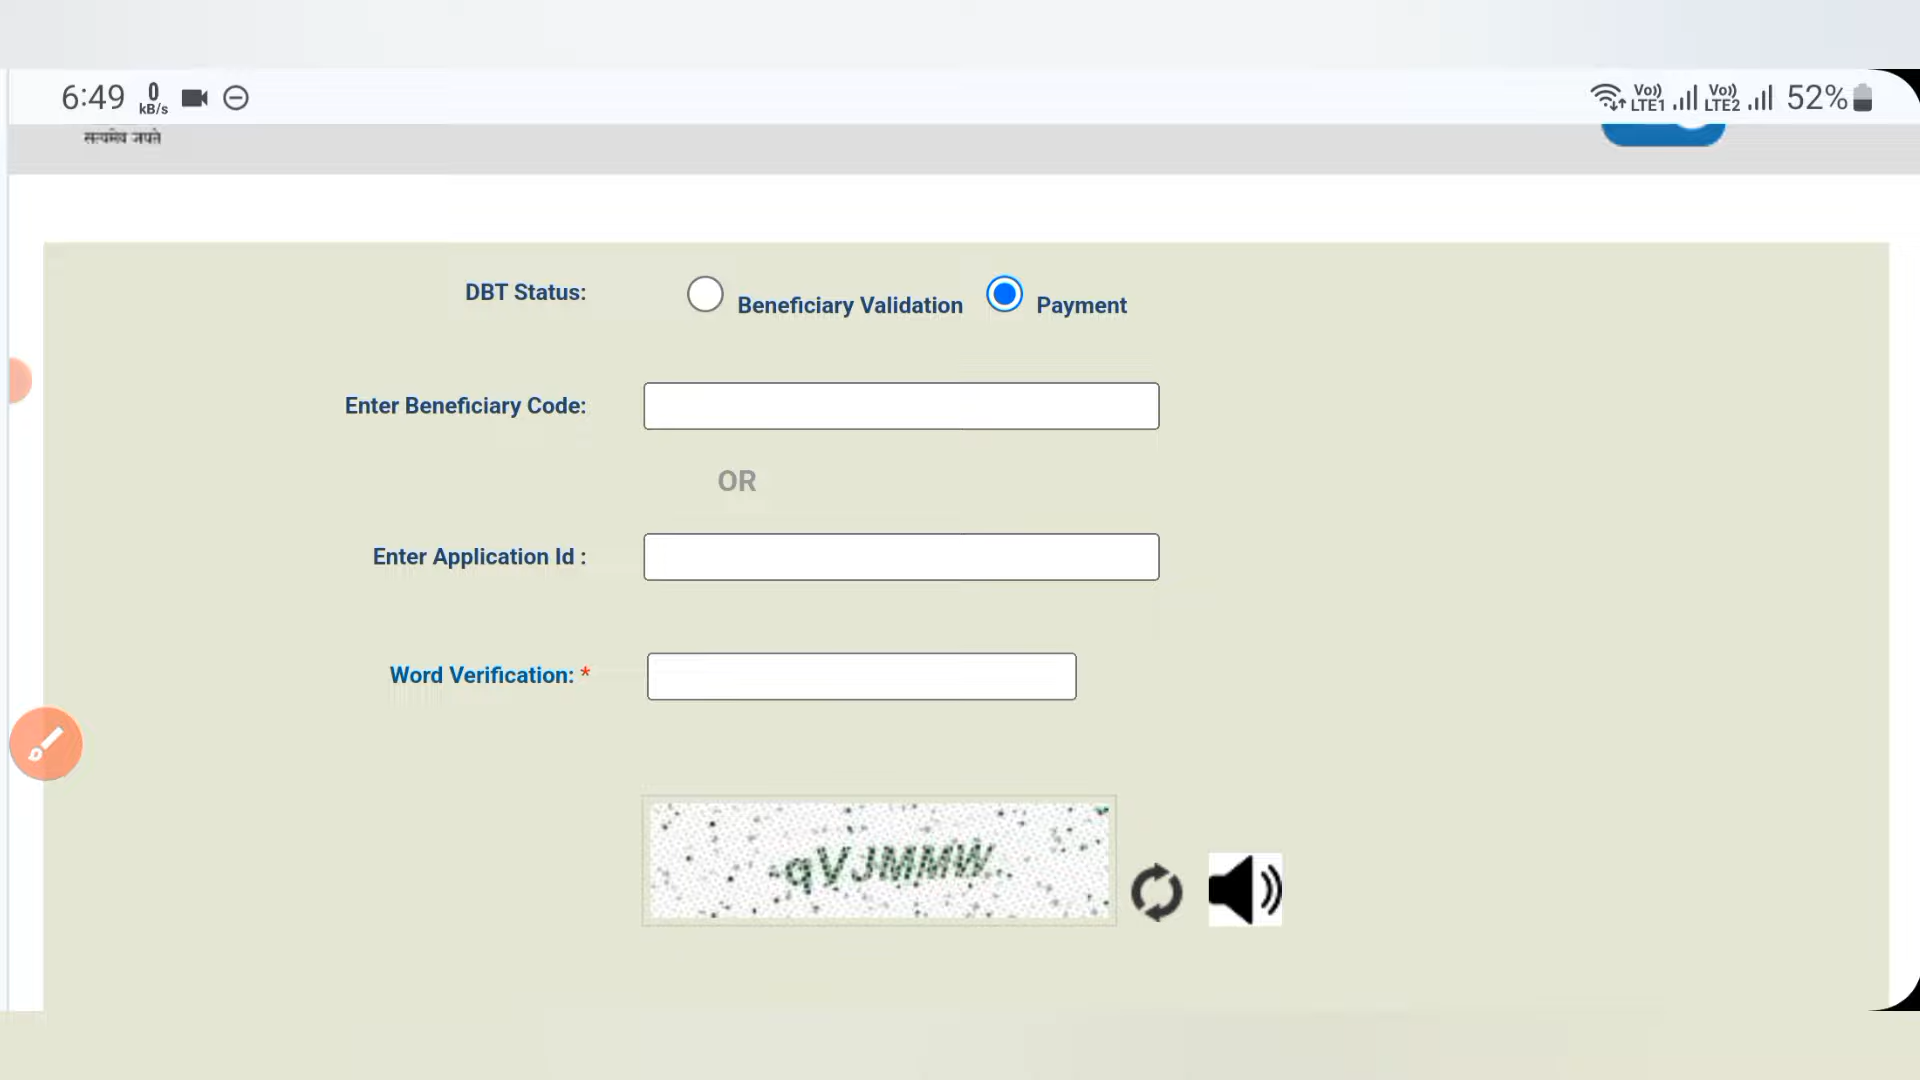 6:49 0 kB/s Vo)) LTE1 Vo)) LTE2 52%
सत्यमेव जयते
DBT Status: Beneficiary Validation Payment
Enter Beneficiary Code:
OR
Enter Application Id :
Word Verification: *
qVJMMW